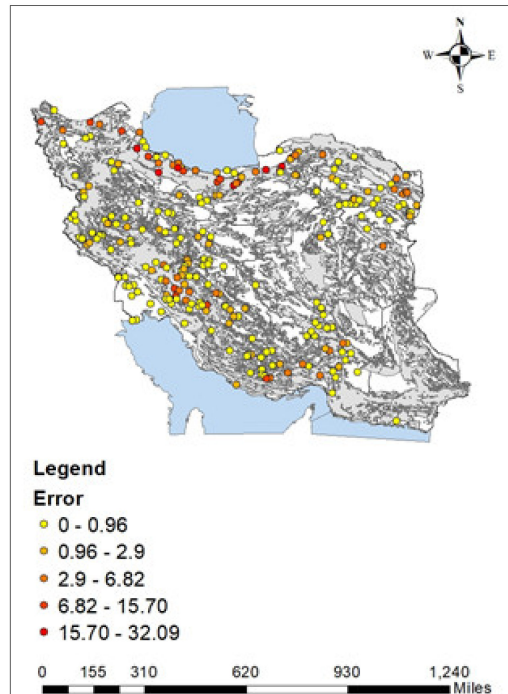 N
W E
S
Legend
Error
0 - 0.96
0.96 - 2.9
2.9 - 6.82
6.82 - 15.70
15.70 - 32.09
0 155 310 620 930 1,240
Miles